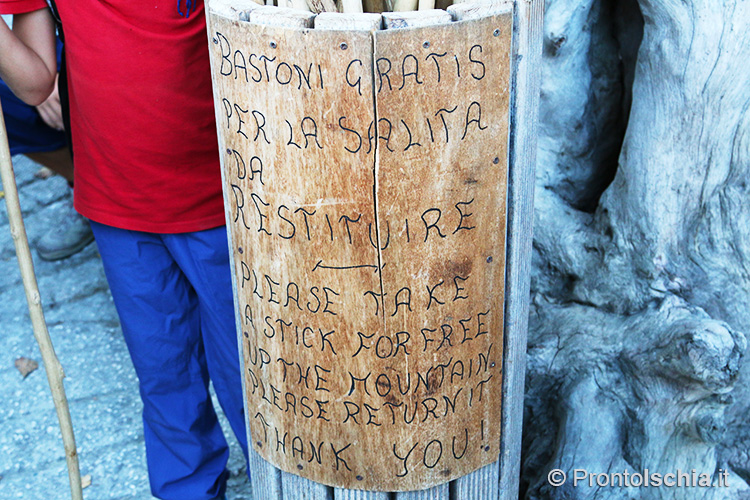 BASTONI GRATIS
PER LA SALITA
DA
RESTITUIRE
PLEASE TAKE
A STICK FOR FREE
UP THE MOUNTAIN
PLEASE RETURN IT
THANK YOU!
© ProntoIschia.it